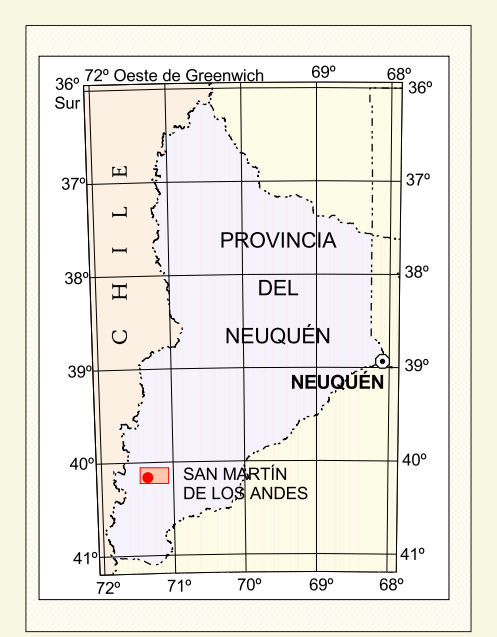 72º Oeste de Greenwich 69º 68º
36º 36º
Sur
37º 37º
CHILE
PROVINCIA
DEL
NEUQUÉN
38º 38º
39º 39º
NEUQUÉN
40º 40º
SAN MARTÍN
DE LOS ANDES
41º 41º
72º 71º 70º 69º 68º